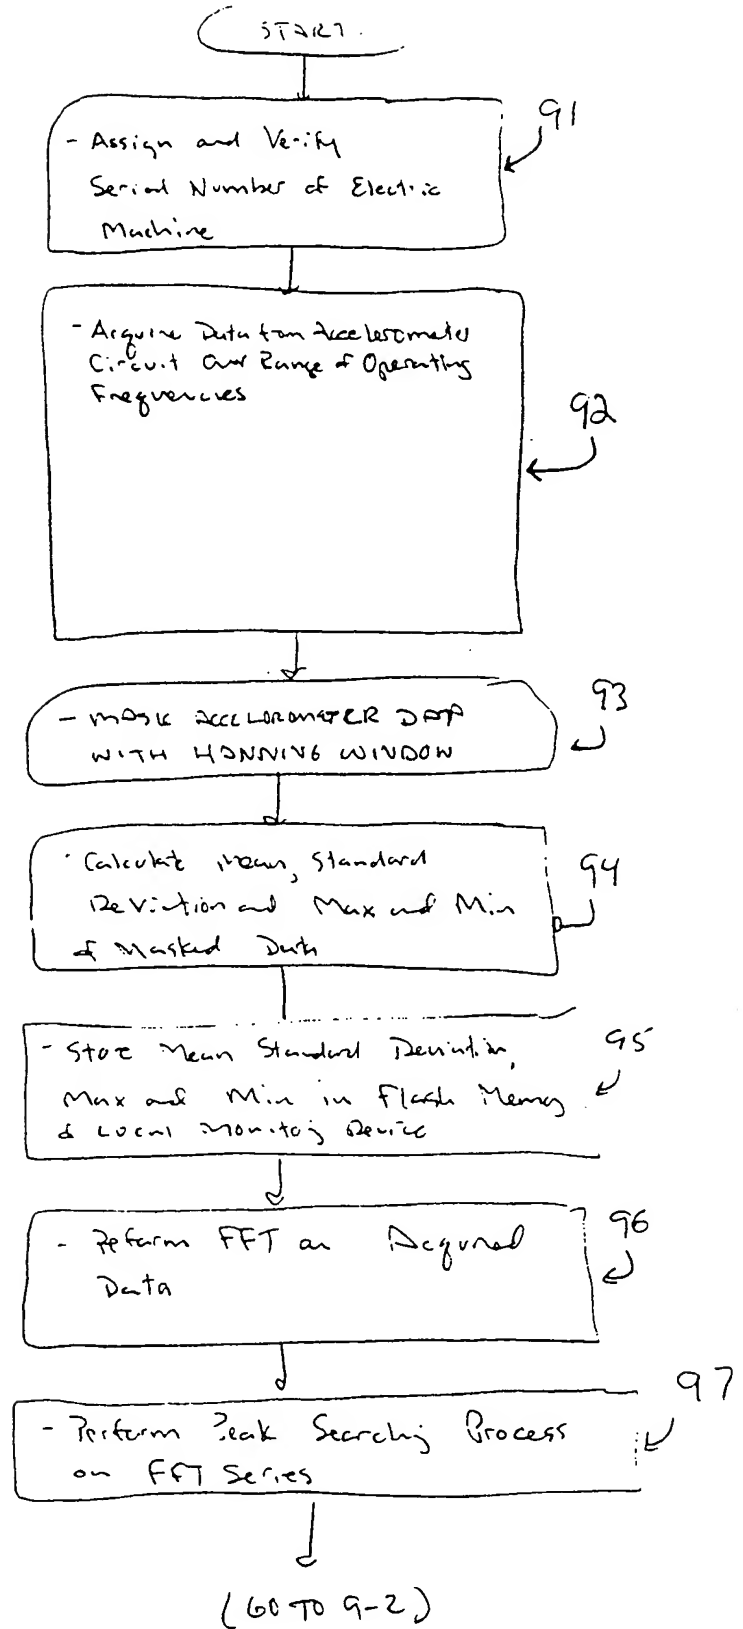 START.
91
- Assign and Verify
Serial Number of Electric
Machine
- Acquire Data from Accelerometer
Circuit Over Range of Operating
Frequencies
92
93
- MASK ACCELOROMETER DATA
WITH HANNING WINDOW
- Calculate Mean, Standard
Deviation and Max and Min
of Masked Data
94
- Store Mean Standard Deviation,
Max and Min in Flash Memory
of Local Monitoring Device
95
- Perform FFT on Acquired
Data
96
- Perform Peak Searching Process
on FFT Series
97
(GO TO 9-2)